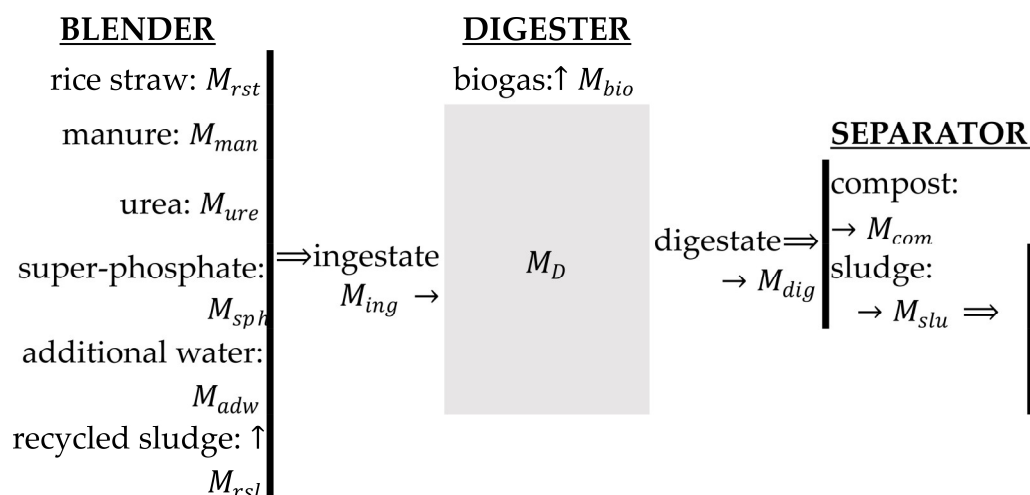 BLENDER
rice straw: M_rst
manure: M_man
urea: M_ure
super-phosphate:
M_sph
additional water:
M_adw
recycled sludge: ↑
M_rsl
⇒ingestate
M_ing →
DIGESTER
biogas:↑ M_bio
M_D
digestate⇒
→ M_dig
SEPARATOR
compost:
→ M_com
sludge:
→ M_slu ⇒